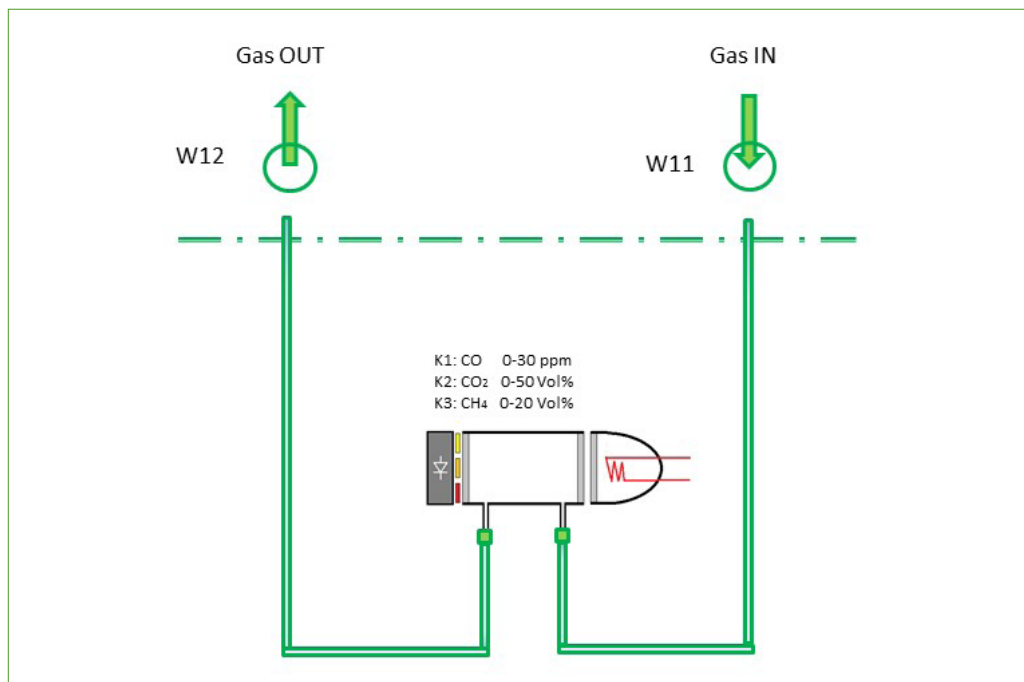 Gas OUT
Gas IN
W12
W11
K1: CO 0-30 ppm
K2: CO₂ 0-50 Vol%
K3: CH₄ 0-20 Vol%